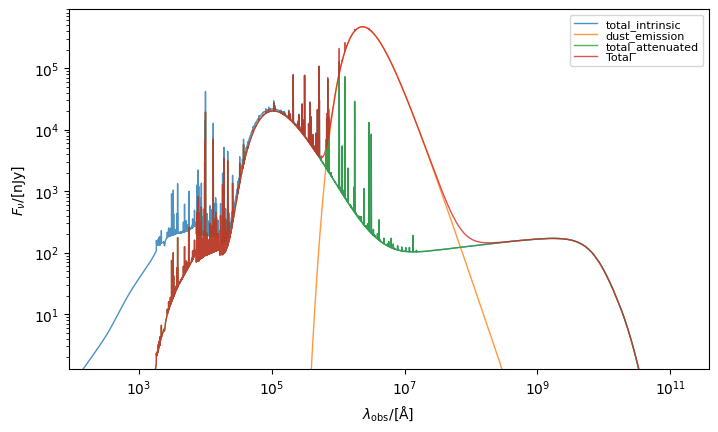 total_intrinsic
dust_emission
total_attenuated
Total
10^5
10^4
10^3
10^2
10^1
F_ν/[nJy]
10^3
10^5
10^7
10^9
10^11
λ_obs/[Å]